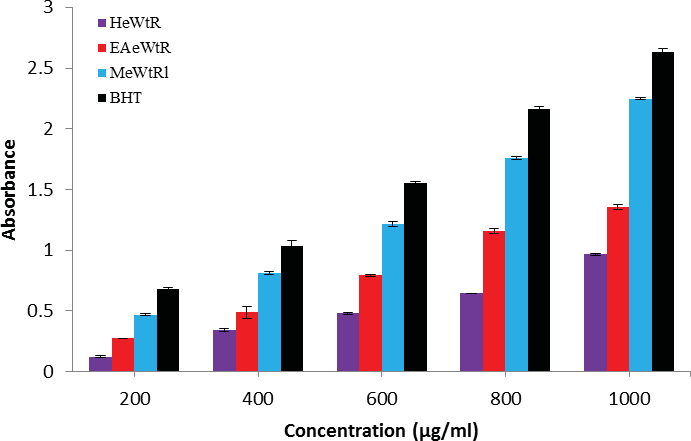 3
2.5
2
1.5
1
0.5
0
Absorbance
HeWtR
EAeWtR
MeWtRl
BHT
200 400 600 800 1000
Concentration (µg/ml)